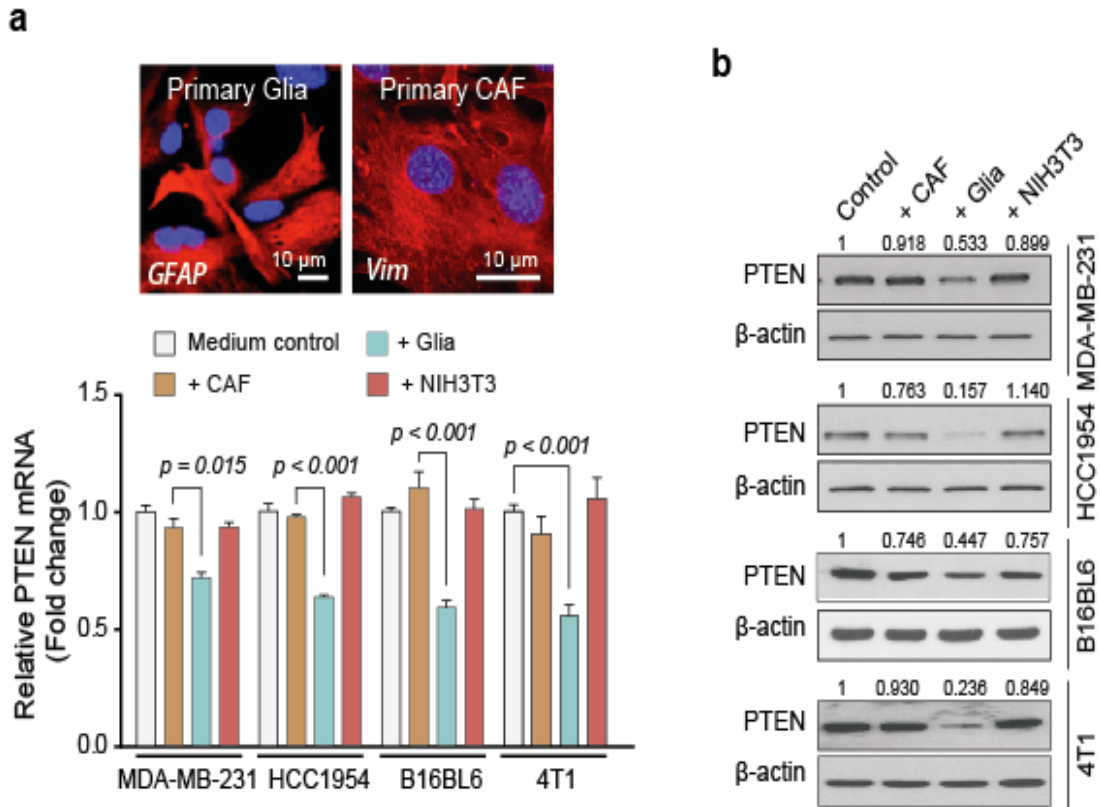 a
Primary Glia
Primary CAF
GFAP
10 µm
Vim
10 µm
Medium control
+ Glia
+ CAF
+ NIH3T3
Relative PTEN mRNA
(Fold change)
1.5
1.0
0.5
0.0
p = 0.015
p < 0.001
p < 0.001
p < 0.001
MDA-MB-231
HCC1954
B16BL6
4T1
b
Control
x CAF
x Glia
x NIH3T3
1 0.918 0.533 0.899
PTEN
β-actin
MDA-MB-231
1 0.763 0.157 1.140
PTEN
β-actin
HCC1954
1 0.746 0.447 0.757
PTEN
β-actin
B16BL6
1 0.930 0.236 0.849
PTEN
β-actin
4T1